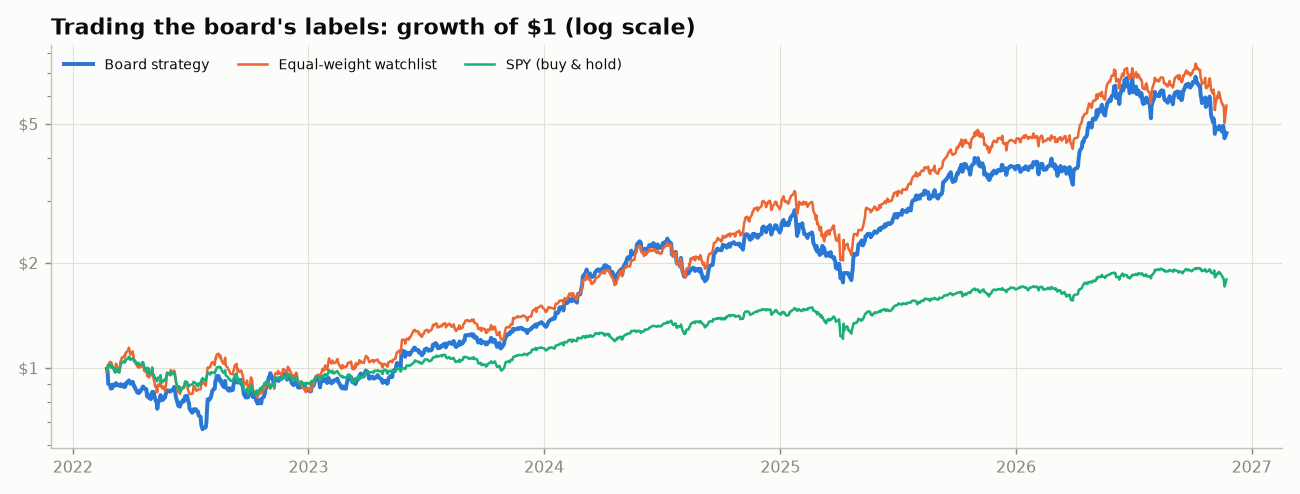 Trading the board's labels: growth of $1 (log scale)
Board strategy
Equal-weight watchlist
SPY (buy & hold)
$5
$2
$1
2022
2023
2024
2025
2026
2027